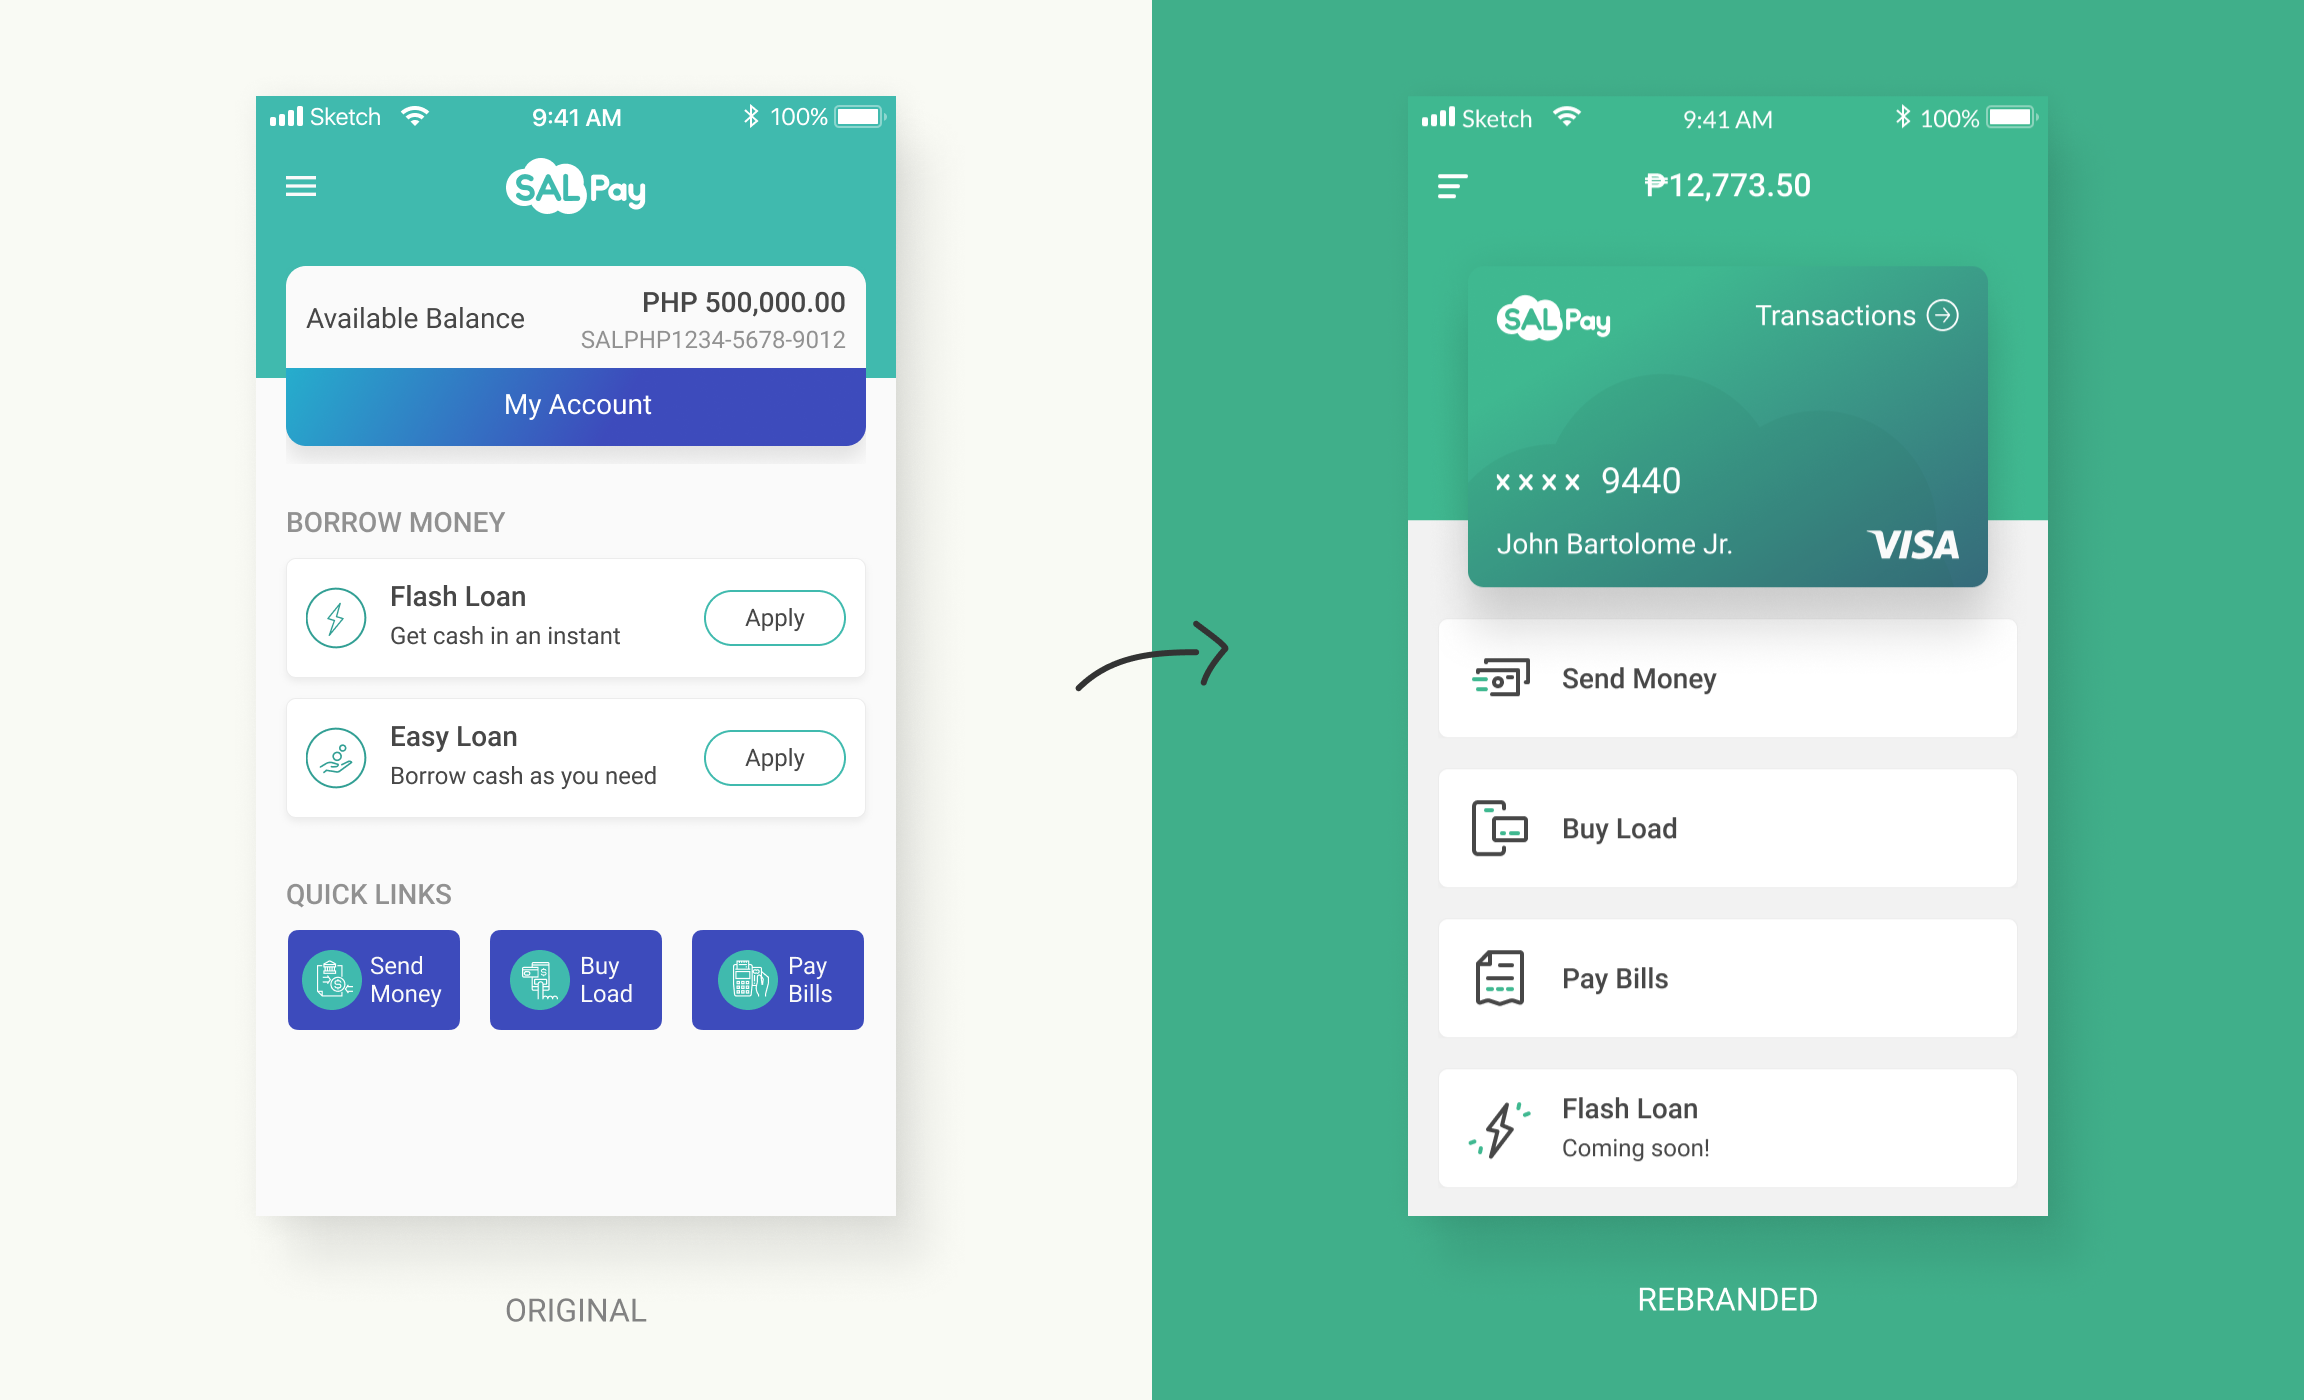 Sketch 9:41 AM 100%
SAL Pay
Available Balance
PHP 500,000.00
SALPHP1234-5678-9012
My Account
BORROW MONEY
Flash Loan
Get cash in an instant
Apply
Easy Loan
Borrow cash as you need
Apply
QUICK LINKS
Send
Money
Buy
Load
Pay
Bills
ORIGINAL
Sketch 9:41 AM 100%
₱12,773.50
SAL Pay
Transactions
×××× 9440
John Bartolome Jr.
VISA
Send Money
Buy Load
Pay Bills
Flash Loan
Coming soon!
REBRANDED